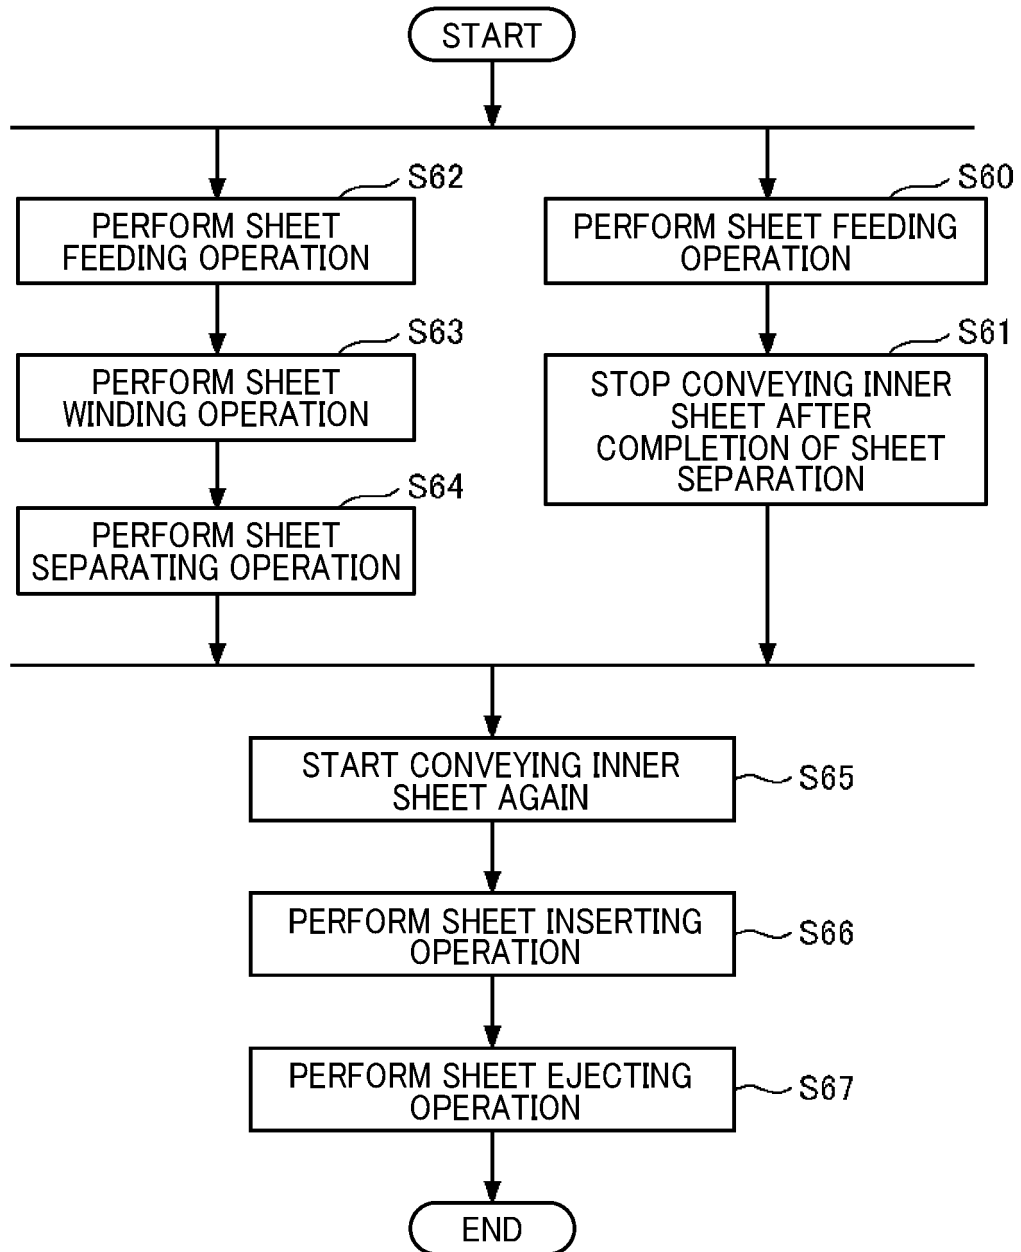 START
S62
PERFORM SHEET
FEEDING OPERATION
S63
PERFORM SHEET
WINDING OPERATION
S64
PERFORM SHEET
SEPARATING OPERATION
S60
PERFORM SHEET FEEDING
OPERATION
S61
STOP CONVEYING INNER
SHEET AFTER
COMPLETION OF SHEET
SEPARATION
START CONVEYING INNER
SHEET AGAIN
S65
PERFORM SHEET INSERTING
OPERATION
S66
PERFORM SHEET EJECTING
OPERATION
S67
END